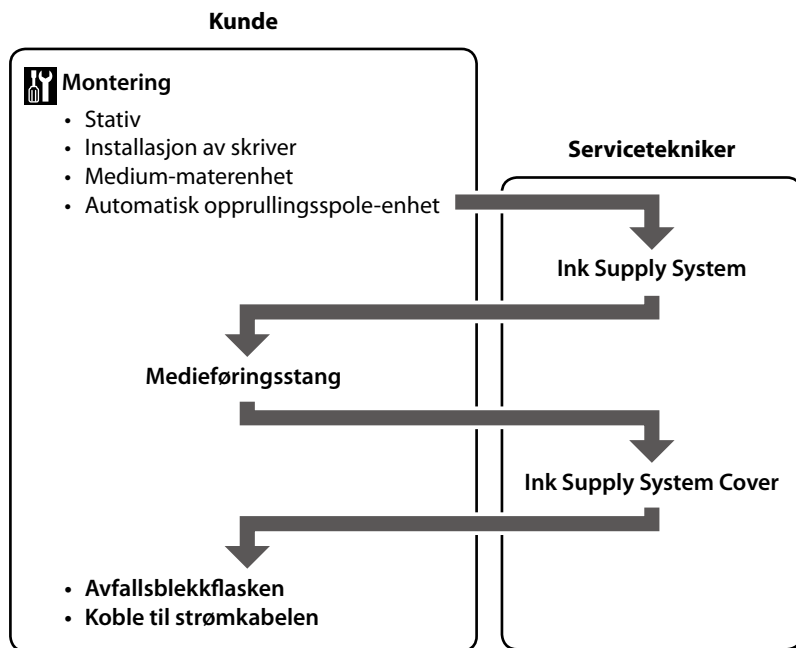 Kunde
Montering
• Stativ
• Installasjon av skriver
• Medium-materenhet
• Automatisk opprullingsspole-enhet
Servicetekniker
Ink Supply System
Medieføringsstang
Ink Supply System Cover
• Avfallsblekkflasken
• Koble til strømkabelen